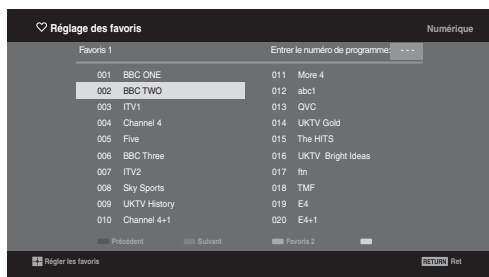 Réglage des favoris Numérique
Favoris 1 Entrer le numéro de programme: ---
001 BBC ONE 011 More 4
002 BBC TWO 012 abc1
003 ITV1 013 QVC
004 Channel 4 014 UKTV Gold
005 Five 015 The HITS
006 BBC Three 016 UKTV Bright Ideas
007 ITV2 017 ftn
008 Sky Sports 018 TMF
009 UKTV History 019 E4
010 Channel 4+1 020 E4+1
Précédent Suivant Favoris 2
Régler les favoris RETURN Ret